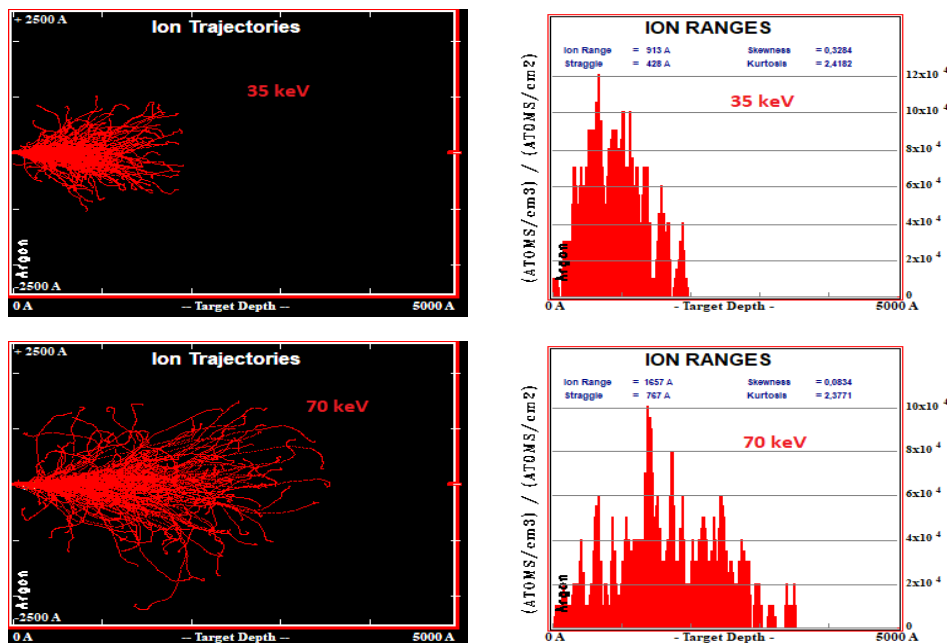 + 2500 A
Ion Trajectories
35 keV
Argon
-2500 A
0 A
-- Target Depth --
5000 A
ION RANGES
Ion Range = 913 A Skewness = 0,3284
Straggle = 428 A Kurtosis = 2,4182
35 keV
(ATOMS/cm3) / (ATOMS/cm2)
12x10⁻⁴
10x10⁻⁴
8x10⁻⁴
6x10⁻⁴
4x10⁻⁴
2x10⁻⁴
0
Argon
0 A
- Target Depth -
5000 A
+ 2500 A
Ion Trajectories
70 keV
Argon
-2500 A
0 A
-- Target Depth --
5000 A
ION RANGES
Ion Range = 1657 A Skewness = 0,0834
Straggle = 767 A Kurtosis = 2,3771
70 keV
(ATOMS/cm3) / (ATOMS/cm2)
10x10⁻⁴
8x10⁻⁴
6x10⁻⁴
4x10⁻⁴
2x10⁻⁴
0
Argon
0 A
- Target Depth -
5000 A